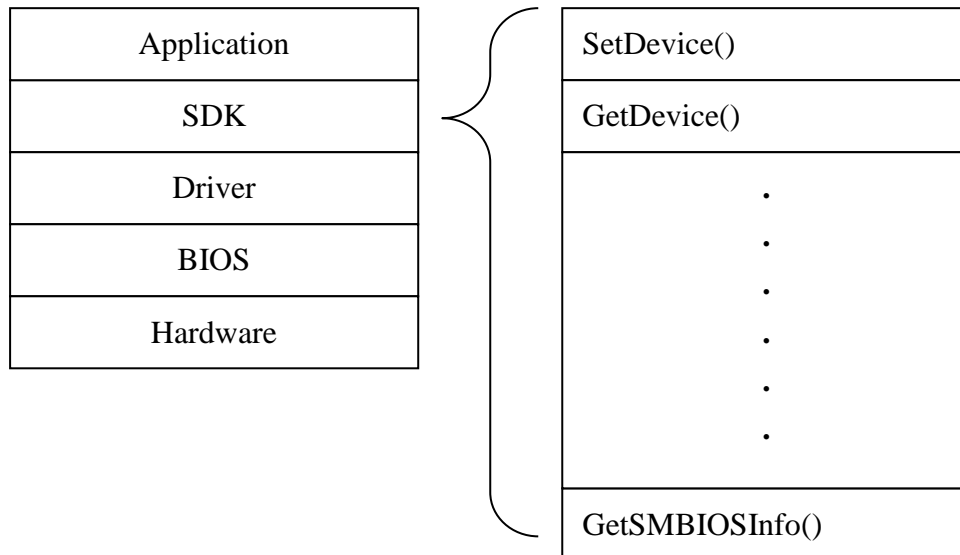 Application
SDK
Driver
BIOS
Hardware
SetDevice()
GetDevice()
.
.
.
.
.
.
GetSMBIOSInfo()